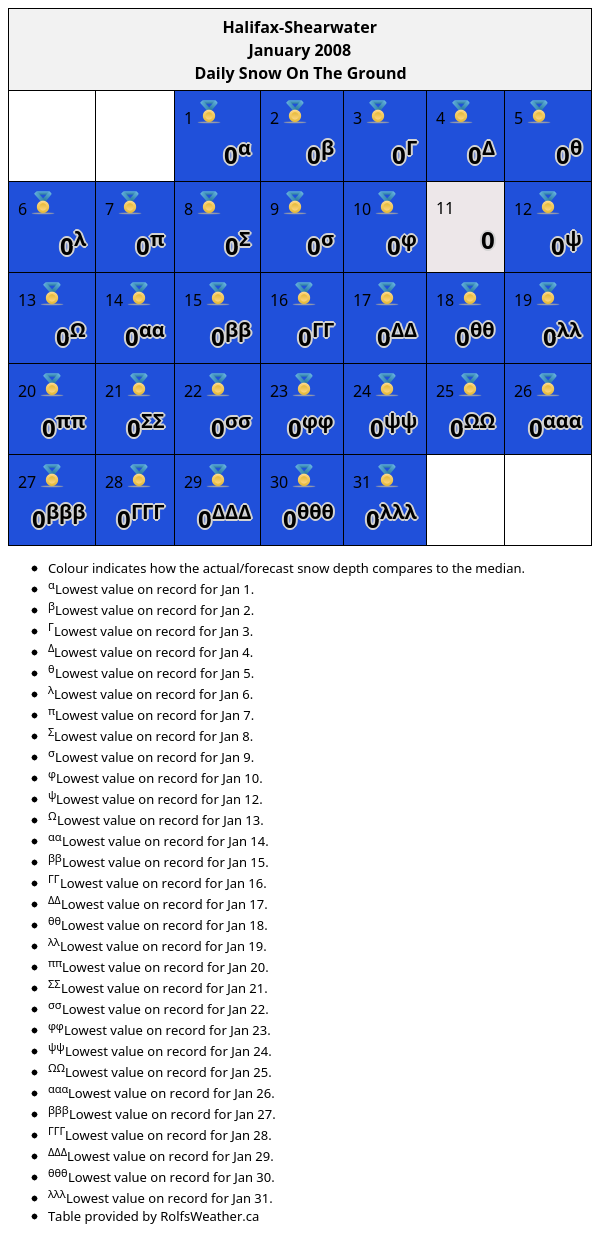 Halifax-Shearwater
January 2008
Daily Snow On The Ground
1 2 3 4 5
0α 0β 0Γ 0Δ 0θ
6 7 8 9 10 11 12
0λ 0π 0Σ 0σ 0φ 0 0ψ
13 14 15 16 17 18 19
0Ω 0αα 0ββ 0ΓΓ 0ΔΔ 0θθ 0λλ
20 21 22 23 24 25 26
0ππ 0ΣΣ 0σσ 0φφ 0ψψ 0ΩΩ 0ααα
27 28 29 30 31
0βββ 0ΓΓΓ 0ΔΔΔ 0θθθ 0λλλ
• Colour indicates how the actual/forecast snow depth compares to the median.
• αLowest value on record for Jan 1.
• βLowest value on record for Jan 2.
• ΓLowest value on record for Jan 3.
• ΔLowest value on record for Jan 4.
• θLowest value on record for Jan 5.
• λLowest value on record for Jan 6.
• πLowest value on record for Jan 7.
• ΣLowest value on record for Jan 8.
• σLowest value on record for Jan 9.
• φLowest value on record for Jan 10.
• ψLowest value on record for Jan 12.
• ΩLowest value on record for Jan 13.
• ααLowest value on record for Jan 14.
• ββLowest value on record for Jan 15.
• ΓΓLowest value on record for Jan 16.
• ΔΔLowest value on record for Jan 17.
• θθLowest value on record for Jan 18.
• λλLowest value on record for Jan 19.
• ππLowest value on record for Jan 20.
• ΣΣLowest value on record for Jan 21.
• σσLowest value on record for Jan 22.
• φφLowest value on record for Jan 23.
• ψψLowest value on record for Jan 24.
• ΩΩLowest value on record for Jan 25.
• αααLowest value on record for Jan 26.
• βββLowest value on record for Jan 27.
• ΓΓΓLowest value on record for Jan 28.
• ΔΔΔLowest value on record for Jan 29.
• θθθLowest value on record for Jan 30.
• λλλLowest value on record for Jan 31.
• Table provided by RolfsWeather.ca